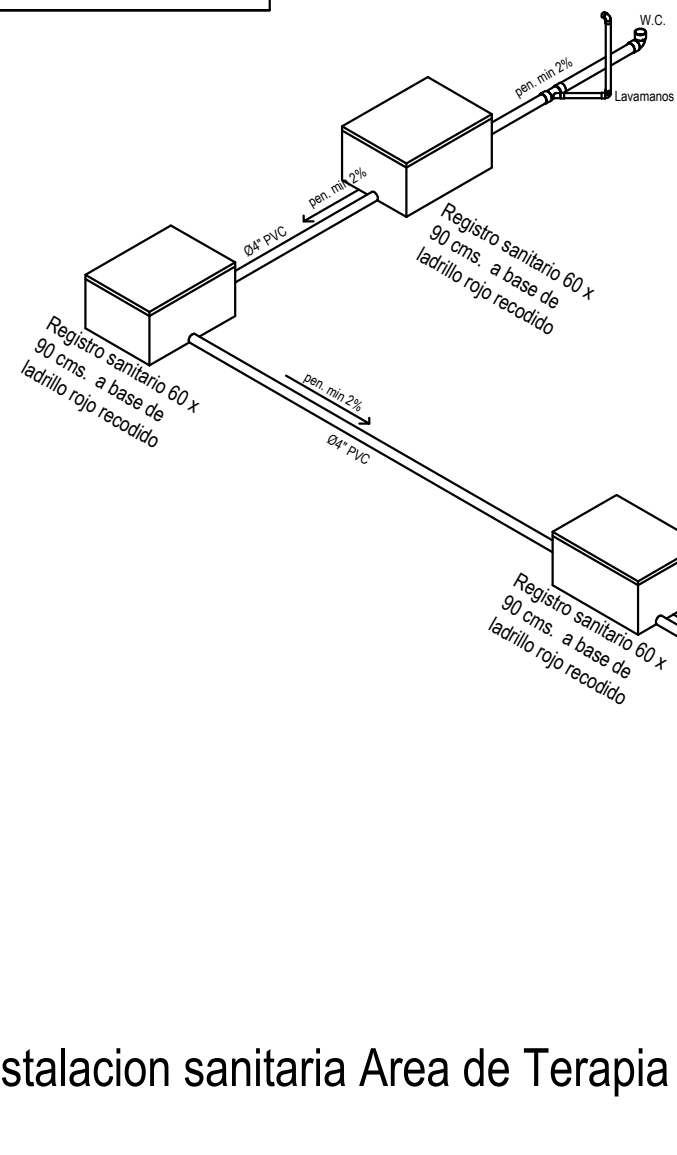 W.C.
pen. min 2%
Lavamanos
pen. min 2%
Ø4" PVC
Registro sanitario 60 x
90 cms. a base de
ladrillo rojo recodido
Registro sanitario 60 x
90 cms. a base de
ladrillo rojo recodido
pen. min 2%
Ø4" PVC
Registro sanitario 60 x
90 cms. a base de
ladrillo rojo recodido
stalacion sanitaria Area de Terapia